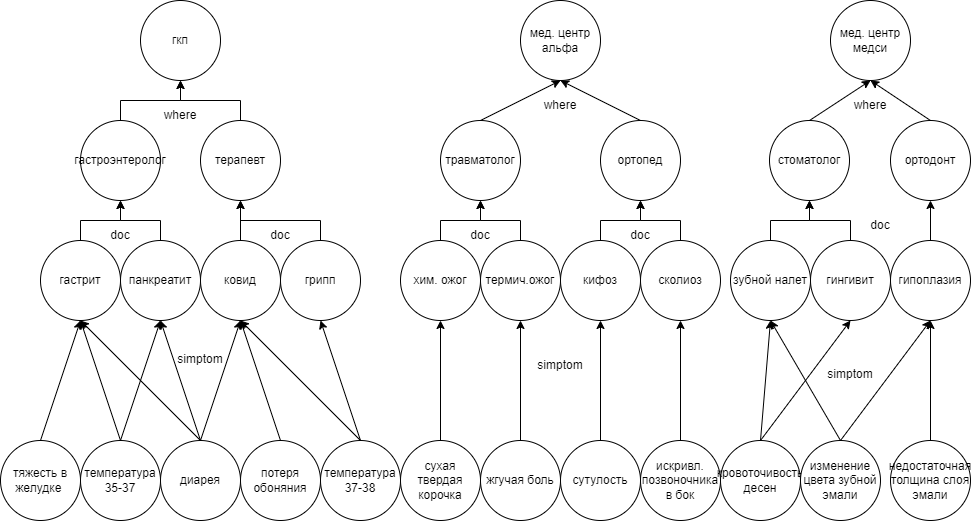 гкп
мед. центр
альфа
мед. центр
медси
where
where
where
гастроэнтеролог
терапевт
травматолог
ортопед
стоматолог
ортодонт
doc
doc
doc
doc
doc
гастрит
панкреатит
ковид
грипп
хим. ожог
термич.ожог
кифоз
сколиоз
зубной налет
гингивит
гипоплазия
simptom
simptom
simptom
тяжесть в
желудке
температура
35-37
диарея
потеря
обоняния
температура
37-38
сухая
твердая
корочка
жгучая боль
сутулость
искривл.
позвоночника
в бок
кровоточивость
десен
изменение
цвета зубной
эмали
недостаточная
толщина слоя
эмали